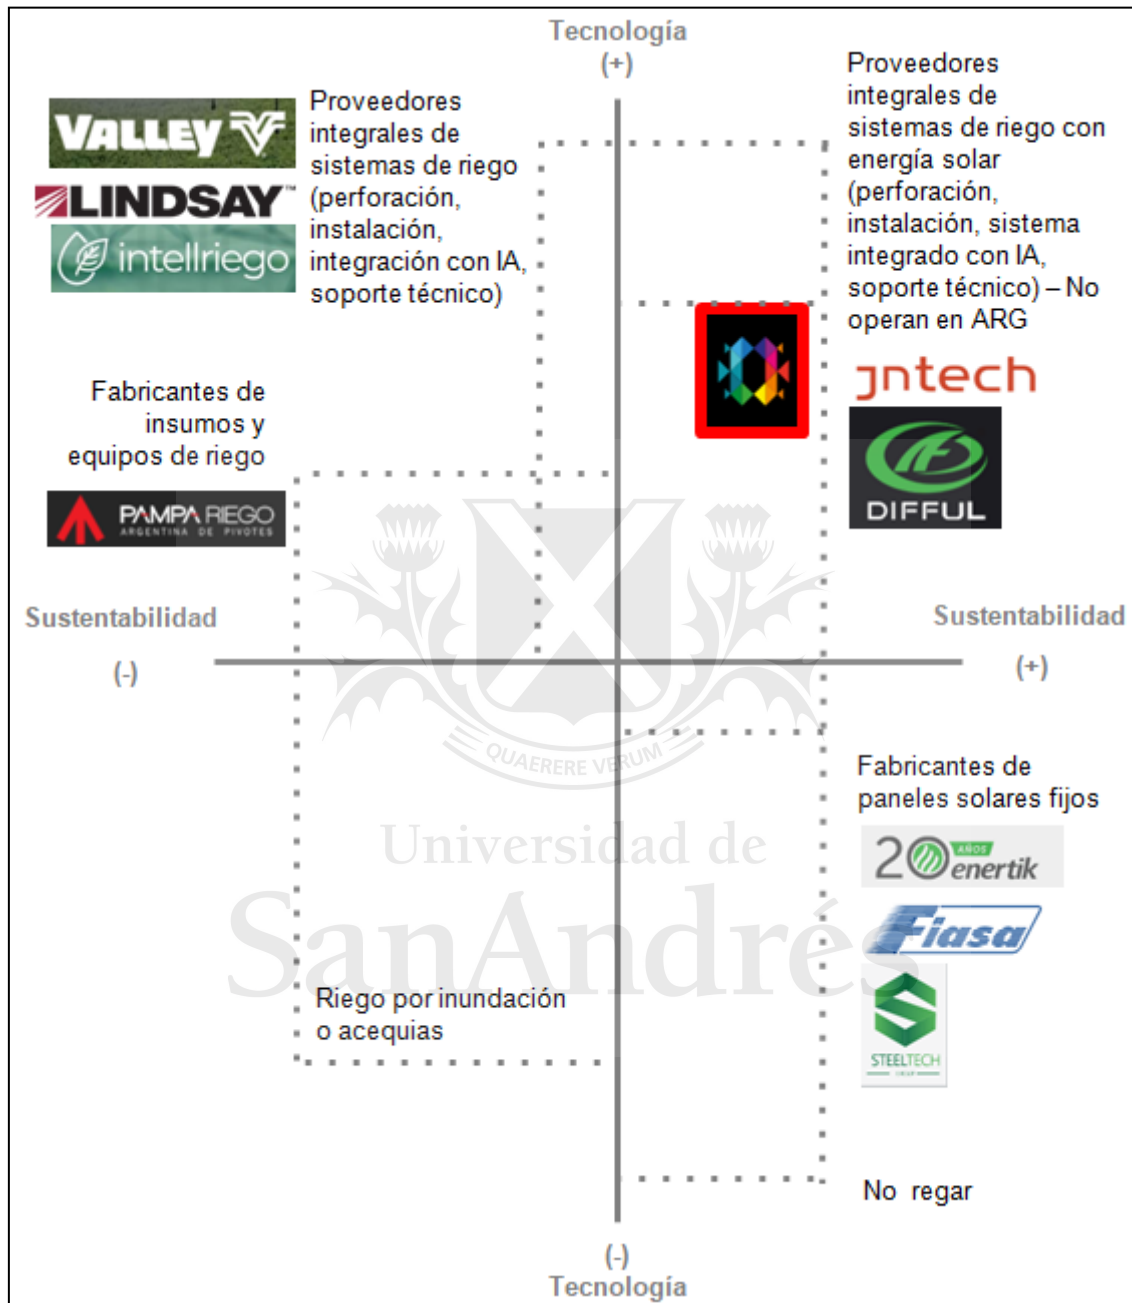 Tecnología
(+)
VALLEY
LINDSAY™
intellriego
Proveedores
integrales de
sistemas de riego
(perforación,
instalación,
integración con IA,
soporte técnico)
Proveedores
integrales de
sistemas de riego con
energía solar
(perforación,
instalación, sistema
integrado con IA,
soporte técnico) – No
operan en ARG
jntech
DIFFUL
Fabricantes de
insumos y
equipos de riego
PAMPA RIEGO
ARGENTINA DE PIVOTES
Sustentabilidad
(-)
Sustentabilidad
(+)
QUAERERE VERUM
Universidad de
SanAndrés
Fabricantes de
paneles solares fijos
20 AÑOS
enertik
Fiasa
STEELTECH
GROUP
Riego por inundación
o acequias
No regar
(-)
Tecnología